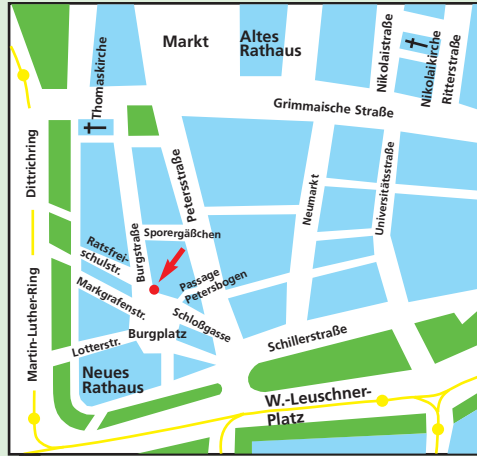 Markt
Altes
Rathaus
Thomaskirche
Nikolaistraße
Nikolaikirche
Ritterstraße
Grimmaische Straße
Dittrichring
Petersstraße
Neumarkt
Universitätsstraße
Burgstraße
Sporergäßchen
Ratsfrei-
schulstr.
Passage
Petersbogen
Markgrafenstr.
Schloßgasse
Martin-Luther-Ring
Burgplatz
Lotterstr.
Schillerstraße
Neues
Rathaus
W.-Leuschner-
Platz